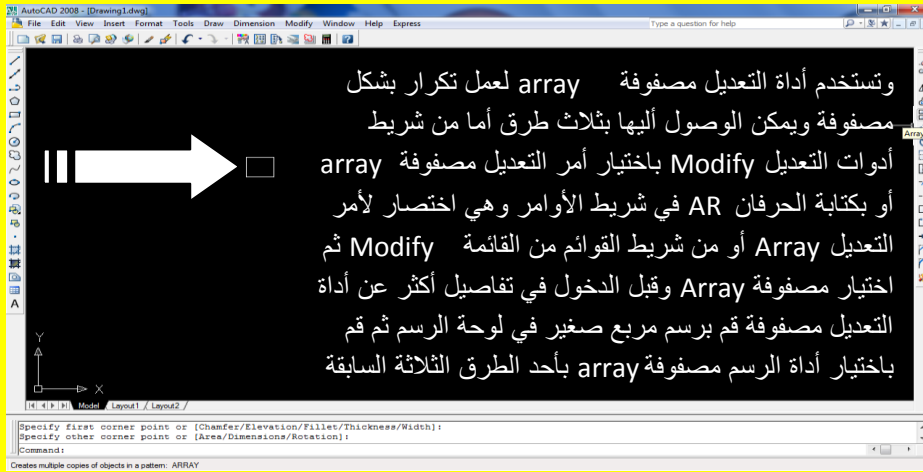 AutoCAD 2008 - [Drawing1.dwg]
File Edit View Insert Format Tools Draw Dimension Modify Window Help Express
Type a question for help
وتستخدم أداة التعديل مصفوفة array لعمل تكرار بشكل
مصفوفة ويمكن الوصول أليها بثلاث طرق أما من شريط
أدوات التعديل Modify باختيار أمر التعديل مصفوفة array
أو بكتابة الحرفان AR في شريط الأوامر وهي اختصار لأمر
التعديل Array أو من شريط القوائم من القائمة Modify ثم
اختيار مصفوفة Array وقبل الدخول في تفاصيل أكثر عن أداة
التعديل مصفوفة قم برسم مربع صغير في لوحة الرسم ثم قم
باختيار أداة الرسم مصفوفة array بأحد الطرق الثلاثة السابقة
Array
A
Y
X
Model Layout1 Layout2
Specify first corner point or [Chamfer/Elevation/Fillet/Thickness/Width]:
Specify other corner point or [Area/Dimensions/Rotation]:
Command:
Creates multiple copies of objects in a pattern: ARRAY